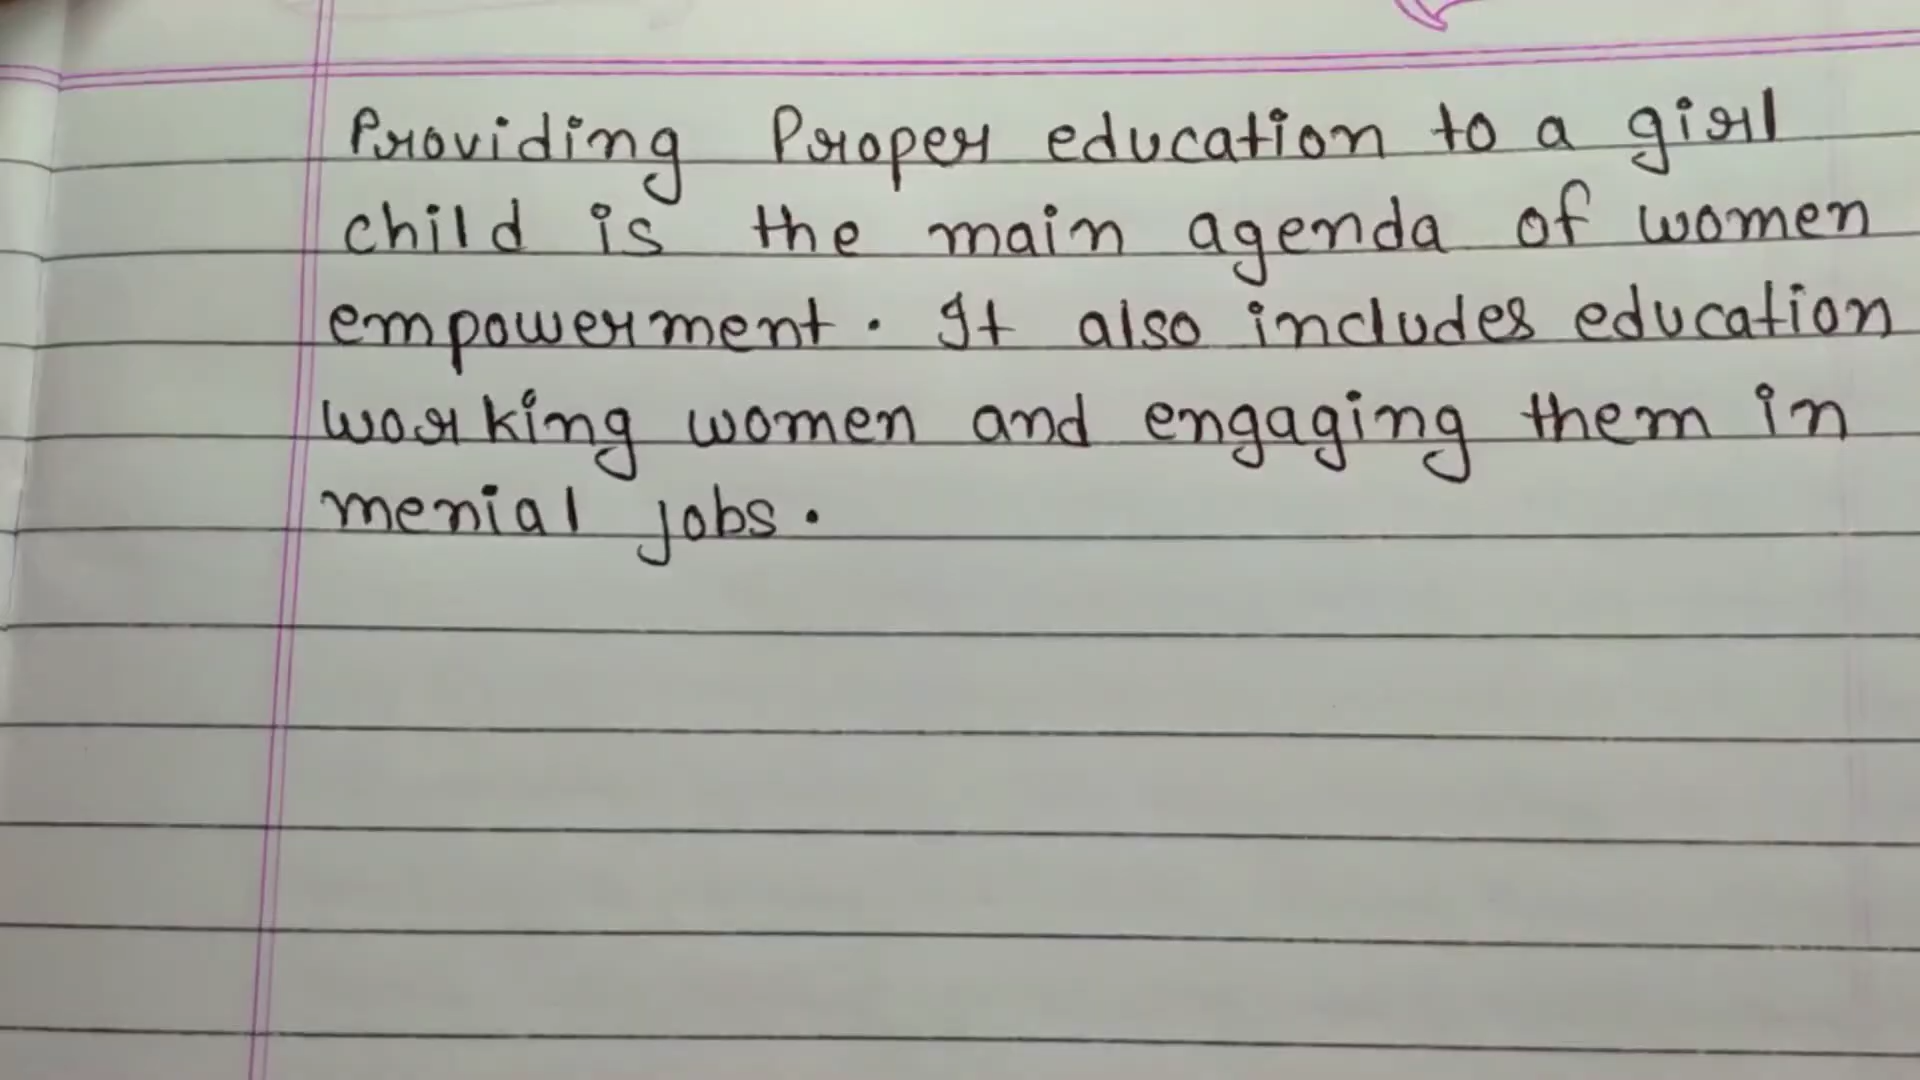 Providing Proper education to a girl
child is the main agenda of women
empowerment. It also includes education
working women and engaging them in
menial jobs.